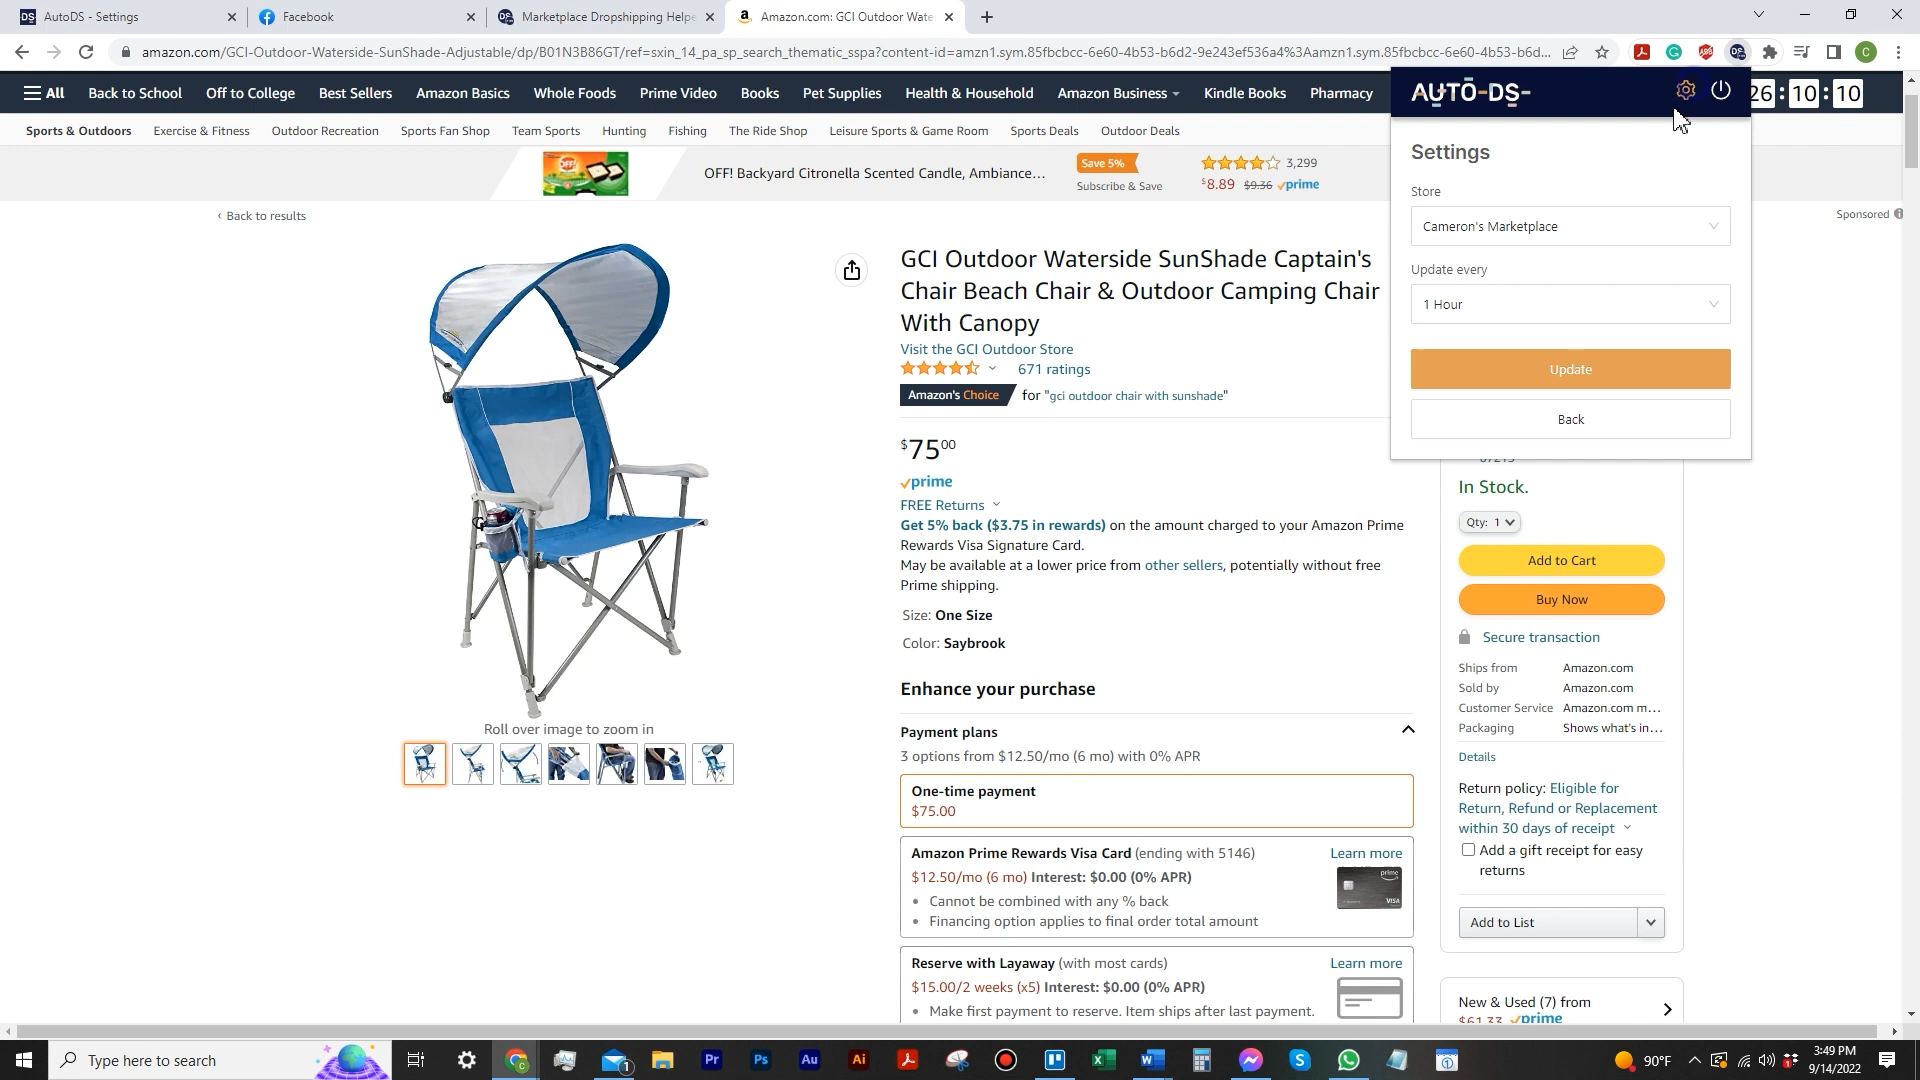 DS AutoDS - Settings
Facebook
DS Marketplace Dropshipping Helpe
Amazon.com: GCI Outdoor Wate
amazon.com/GCI-Outdoor-Waterside-SunShade-Adjustable/dp/B01N3B86GT/ref=sxin_14_pa_sp_search_thematic_sspa?content-id=amzn1.sym.85fbcbcc-6e60-4b53-b6d2-9e243ef536a4%3Aamzn1.sym.85fbcbcc-6e60-4b53-b6d...
All Back to School Off to College Best Sellers Amazon Basics Whole Foods Prime Video Books Pet Supplies Health & Household Amazon Business Kindle Books Pharmacy
26 : 10 : 10
AUTO-DS-
Sports & Outdoors Exercise & Fitness Outdoor Recreation Sports Fan Shop Team Sports Hunting Fishing The Ride Shop Leisure Sports & Game Room Sports Deals Outdoor Deals
OFF! Backyard Citronella Scented Candle, Ambiance...
Save 5%
Subscribe & Save
3,299
$8.89 $9.36 prime
Settings
Store
Cameron's Marketplace
Update every
1 Hour
Update
Back
‹ Back to results
Sponsored
GCI Outdoor Waterside SunShade Captain's
Chair Beach Chair & Outdoor Camping Chair
With Canopy
Visit the GCI Outdoor Store
671 ratings
Amazon's Choice for "gci outdoor chair with sunshade"
$7500
prime
FREE Returns
Get 5% back ($3.75 in rewards) on the amount charged to your Amazon Prime
Rewards Visa Signature Card.
May be available at a lower price from other sellers, potentially without free
Prime shipping.
Size: One Size
Color: Saybrook
Enhance your purchase
Payment plans
3 options from $12.50/mo (6 mo) with 0% APR
One-time payment
$75.00
Amazon Prime Rewards Visa Card (ending with 5146) Learn more
$12.50/mo (6 mo) Interest: $0.00 (0% APR)
• Cannot be combined with any % back
• Financing option applies to final order total amount
prime
VISA
Reserve with Layaway (with most cards) Learn more
$15.00/2 weeks (x5) Interest: $0.00 (0% APR)
• Make first payment to reserve. Item ships after last payment.
Roll over image to zoom in
In Stock.
Qty: 1
Add to Cart
Buy Now
Secure transaction
Ships from Amazon.com
Sold by Amazon.com
Customer Service Amazon.com m...
Packaging Shows what's in...
Details
Return policy: Eligible for
Return, Refund or Replacement
within 30 days of receipt
Add a gift receipt for easy
returns
Add to List
New & Used (7) from
$61.33 prime
Type here to search
Pr Ps Au Ai
90°F
3:49 PM
9/14/2022